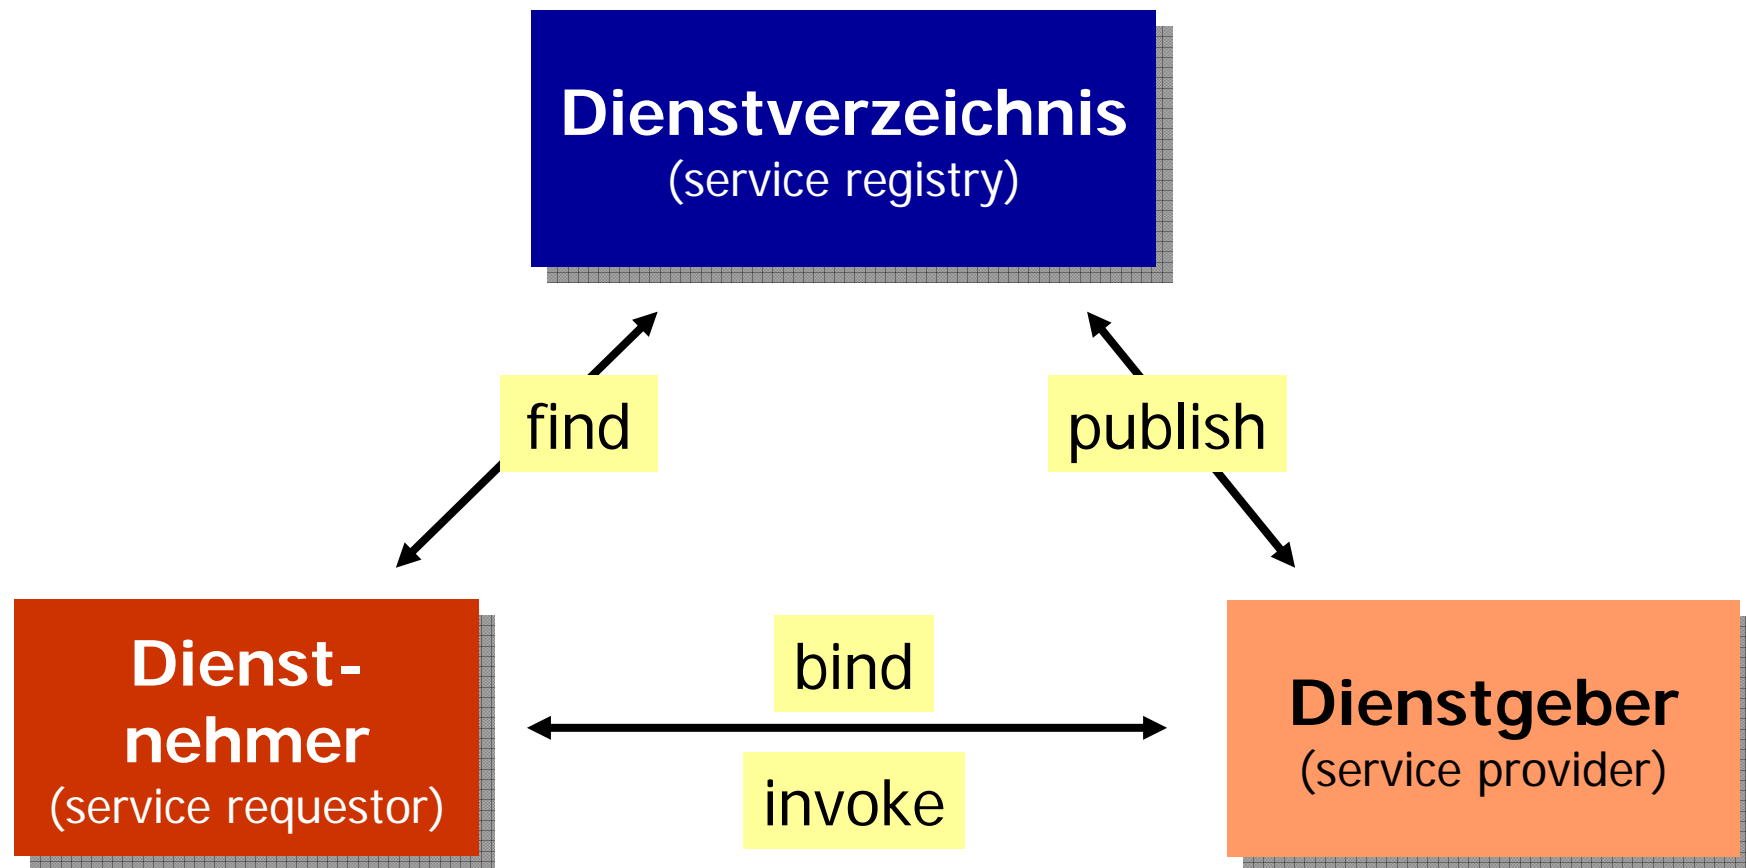 Dienstverzeichnis
(service registry)
find
publish
Dienst-
nehmer
(service requestor)
bind
invoke
Dienstgeber
(service provider)